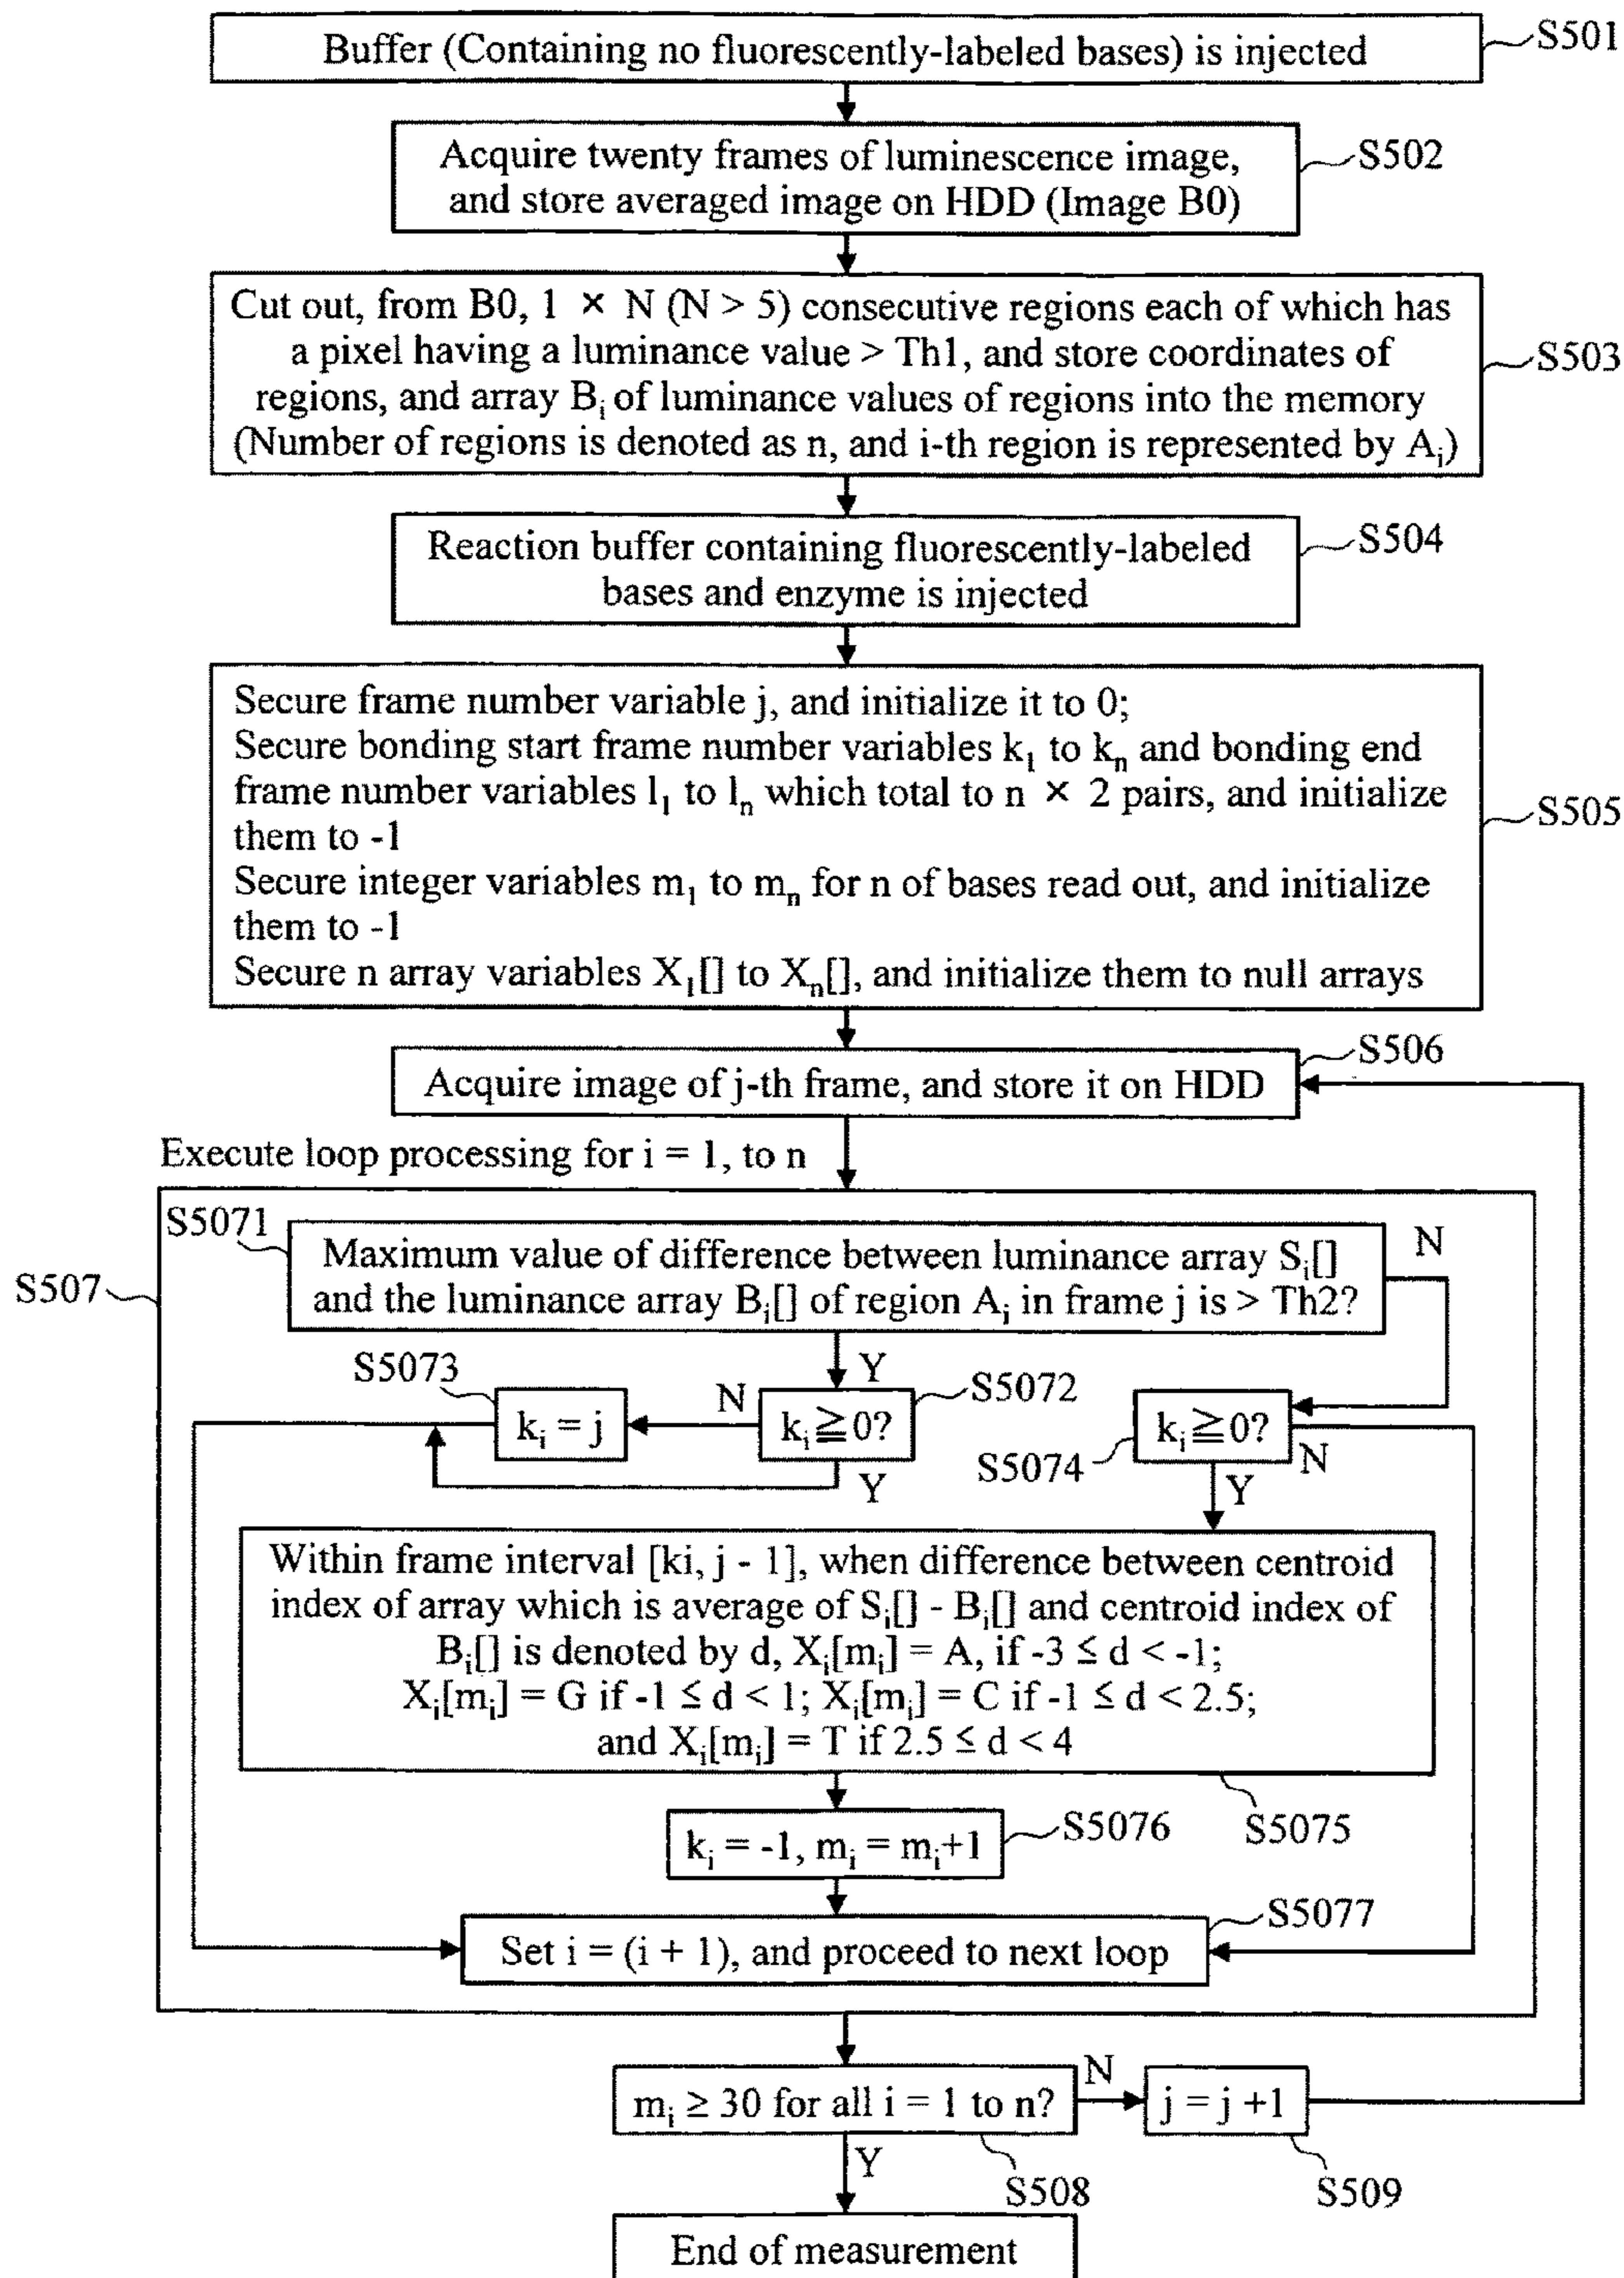 Buffer (Containing no fluorescently-labeled bases) is injected
S501
Acquire twenty frames of luminescence image,
and store averaged image on HDD (Image B0)
S502
Cut out, from B0, 1 × N (N > 5) consecutive regions each of which has
a pixel having a luminance value > Th1, and store coordinates of
regions, and array Bi of luminance values of regions into the memory
(Number of regions is denoted as n, and i-th region is represented by Ai)
S503
Reaction buffer containing fluorescently-labeled
bases and enzyme is injected
S504
Secure frame number variable j, and initialize it to 0;
Secure bonding start frame number variables k1 to kn and bonding end
frame number variables l1 to ln which total to n × 2 pairs, and initialize
them to -1
Secure integer variables m1 to mn for n of bases read out, and initialize
them to -1
Secure n array variables X1[] to Xn[], and initialize them to null arrays
S505
Acquire image of j-th frame, and store it on HDD
S506
Execute loop processing for i = 1, to n
S507
S5071
Maximum value of difference between luminance array Si[]
and the luminance array Bi[] of region Ai in frame j is > Th2?
N
Y
S5073
ki = j
N
ki ≧ 0?
S5072
Y
ki ≧ 0?
S5074
N
Y
Within frame interval [ki, j - 1], when difference between centroid
index of array which is average of Si[] - Bi[] and centroid index of
Bi[] is denoted by d, Xi[mi] = A, if -3 ≤ d < -1;
Xi[mi] = G if -1 ≤ d < 1; Xi[mi] = C if -1 ≤ d < 2.5;
and Xi[mi] = T if 2.5 ≤ d < 4
S5075
ki = -1, mi = mi+1
S5076
Set i = (i + 1), and proceed to next loop
S5077
mi ≥ 30 for all i = 1 to n?
N
j = j +1
Y
S508
S509
End of measurement